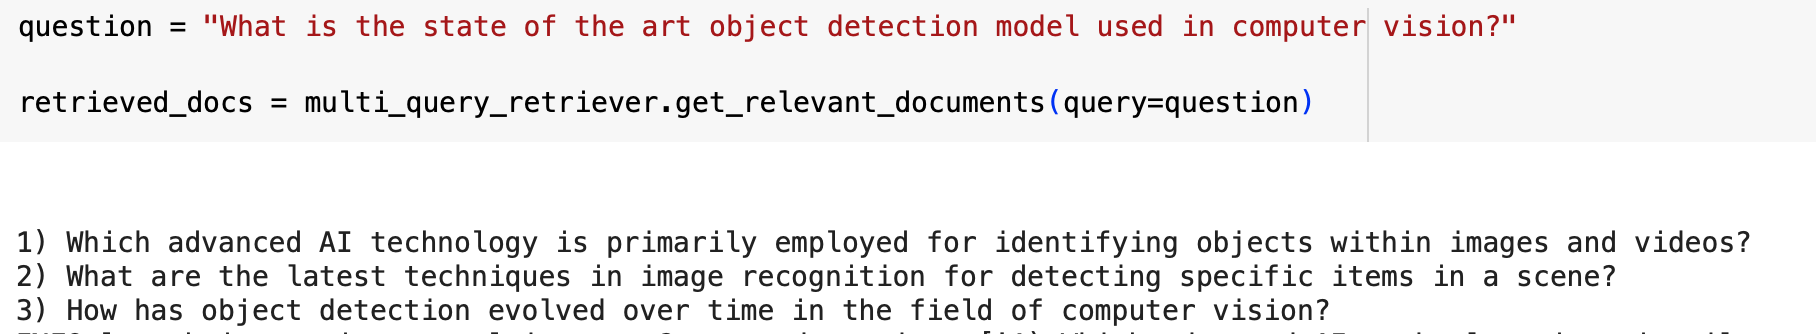 question = "What is the state of the art object detection model used in computer vision?"
retrieved_docs = multi_query_retriever.get_relevant_documents(query=question)
1) Which advanced AI technology is primarily employed for identifying objects within images and videos?
2) What are the latest techniques in image recognition for detecting specific items in a scene?
3) How has object detection evolved over time in the field of computer vision?